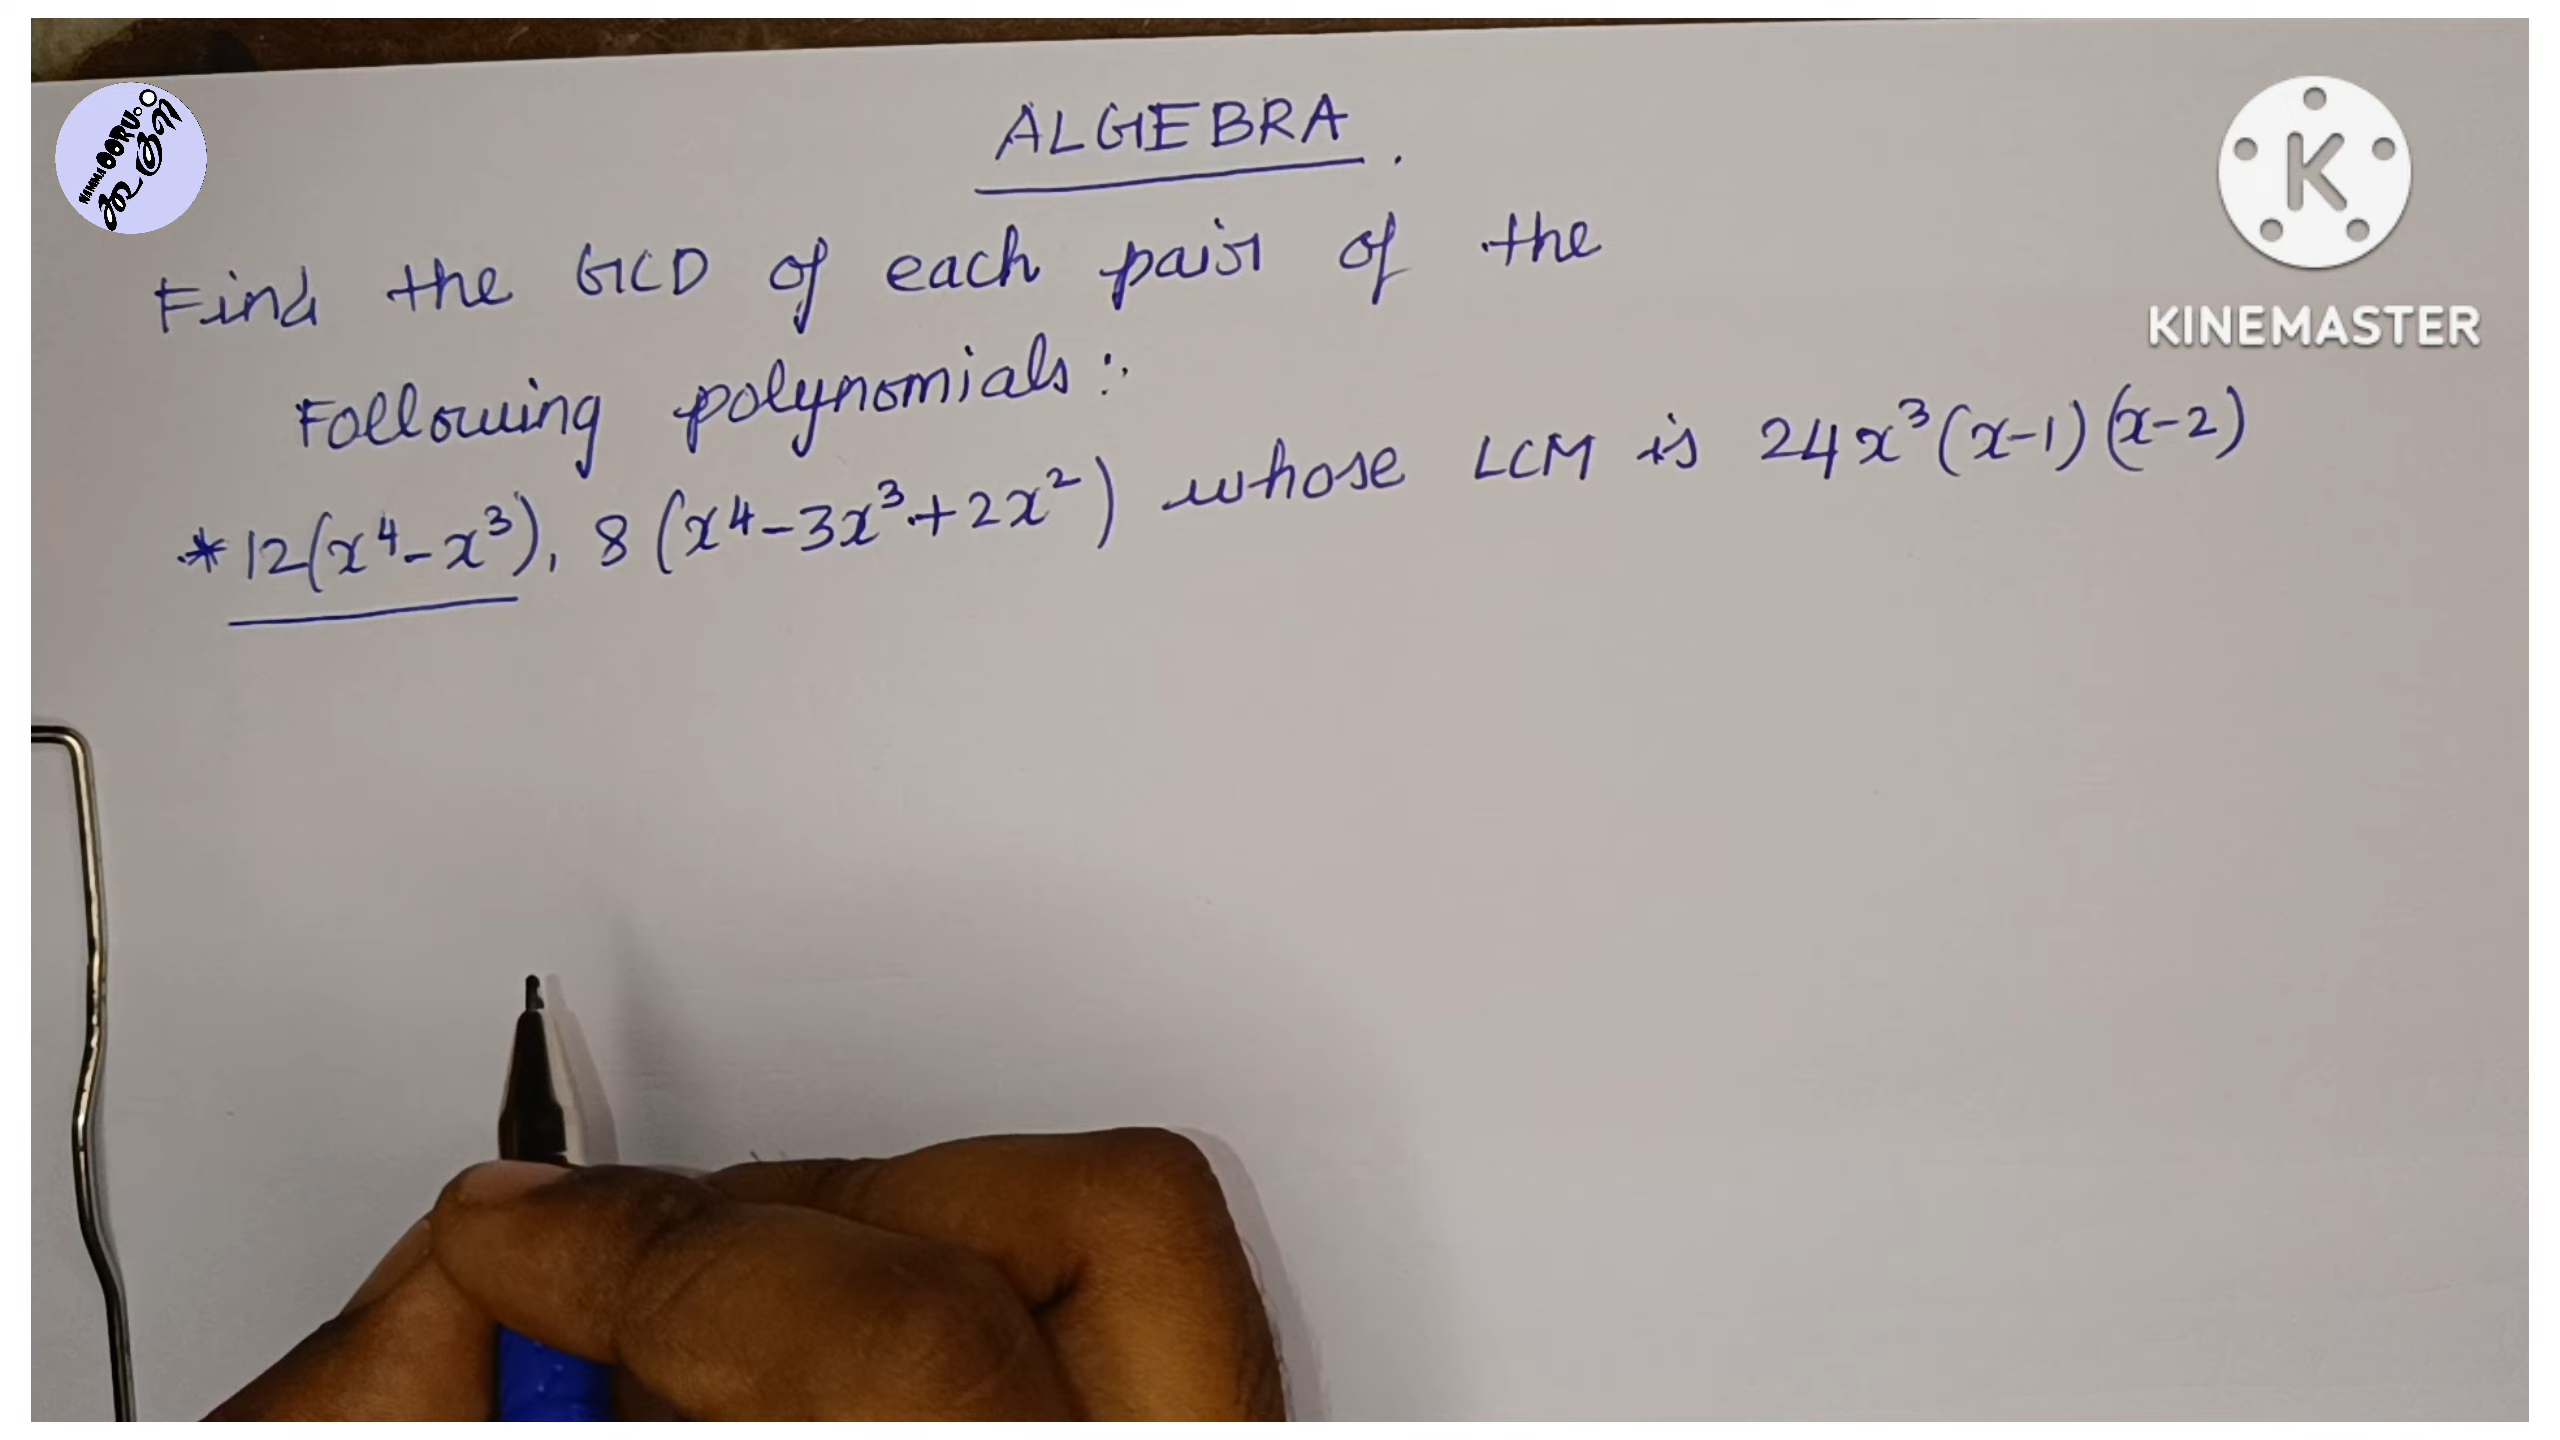 ALGEBRA.
Find the GCD of each pair of the
Following polynomials:
* 12(x⁴-x³), 8(x⁴-3x³+2x²) whose LCM is 24x³(x-1)(x-2)
NAMMAOORU
K
KINEMASTER